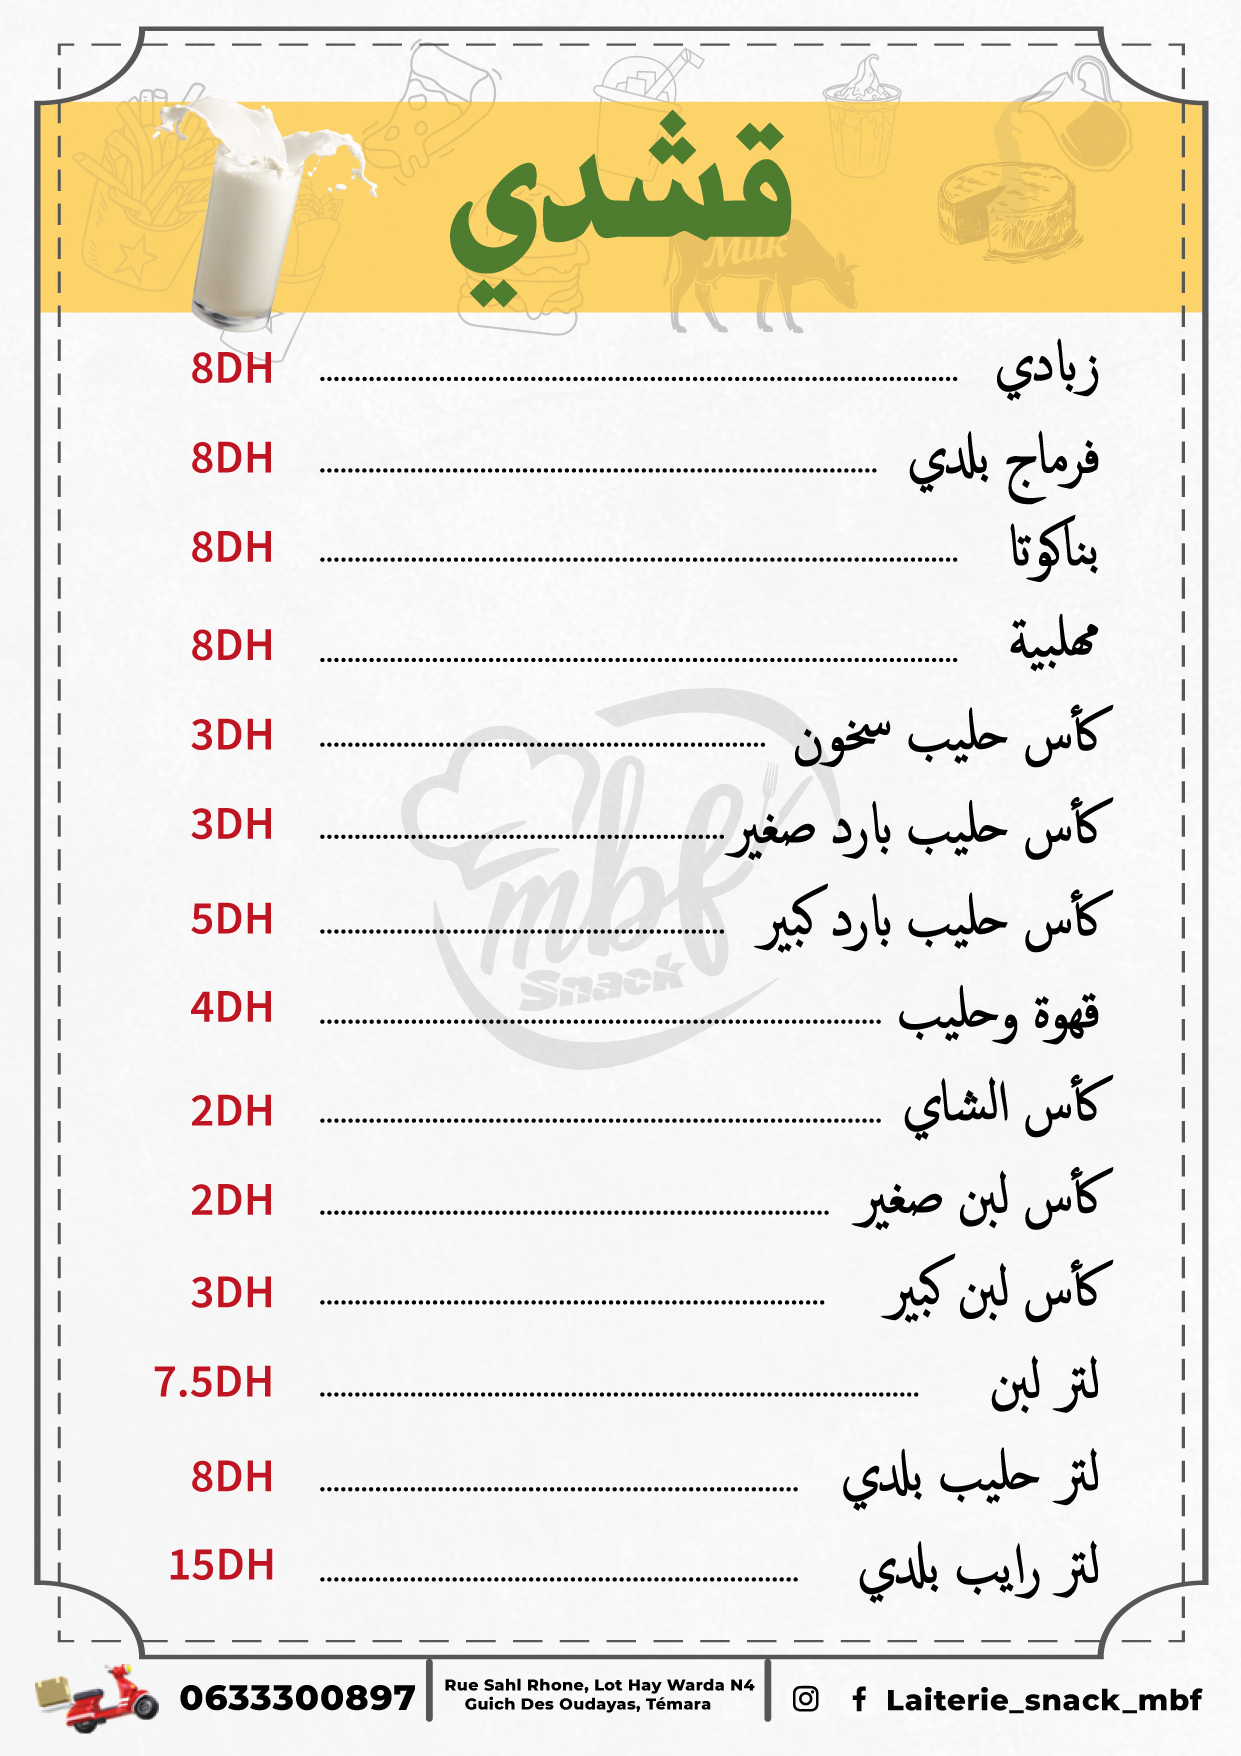 قشدي
Milk
زبادي ........ 8DH
فرماج بلدي ........ 8DH
بناكوتا ........ 8DH
مهلبية ........ 8DH
كأس حليب سخون ........ 3DH
كأس حليب بارد صغير ........ 3DH
كأس حليب بارد كبير ........ 5DH
قهوة وحليب ........ 4DH
كأس الشاي ........ 2DH
كأس لبن صغير ........ 2DH
كأس لبن كبير ........ 3DH
لتر لبن ........ 7.5DH
لتر حليب بلدي ........ 8DH
لتر رايب بلدي ........ 15DH
mbf
Snack
0633300897
Rue Sahl Rhone, Lot Hay Warda N4
Guich Des Oudayas, Témara
Laiterie_snack_mbf